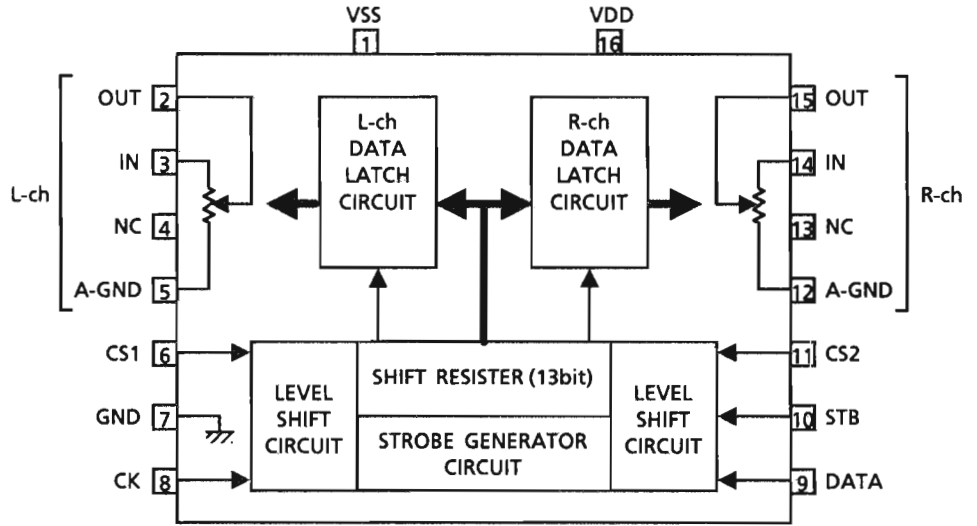 VSS
VDD
1
16
OUT 2
L-ch
DATA
LATCH
CIRCUIT
R-ch
DATA
LATCH
CIRCUIT
15 OUT
IN 3
14 IN
L-ch
R-ch
NC 4
13 NC
A-GND 5
12 A-GND
CS1 6
11 CS2
LEVEL
SHIFT
CIRCUIT
SHIFT RESISTER (13bit)
LEVEL
SHIFT
CIRCUIT
GND 7
10 STB
STROBE GENERATOR
CIRCUIT
CK 8
9 DATA